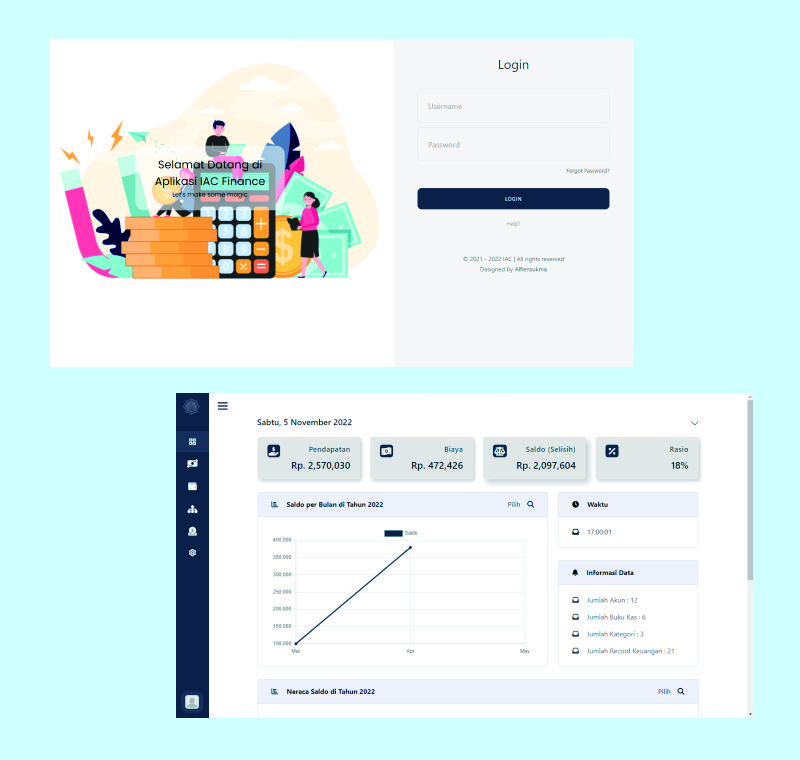 Selamat Datang di
Aplikasi IAC Finance
Let's make some magic
Login
Username
Password
Forgot Password?
LOGIN
Help!
© 2021 - 2022 IAC | All rights reserved
Designed by Alfiensukma
Sabtu, 5 November 2022
Pendapatan
Rp. 2,570,030
Biaya
Rp. 472,426
Saldo (Selisih)
Rp. 2,097,604
Rasio
18%
Saldo per Bulan di Tahun 2022
Pilih
Saldo
400,000
350,000
300,000
250,000
200,000
150,000
100,000
Mar
Apr
May
Waktu
17:00:01
Informasi Data
Jumlah Akun : 12
Jumlah Buku Kas : 6
Jumlah Kategori : 3
Jumlah Record Keuangan : 21
Neraca Saldo di Tahun 2022
Pilih